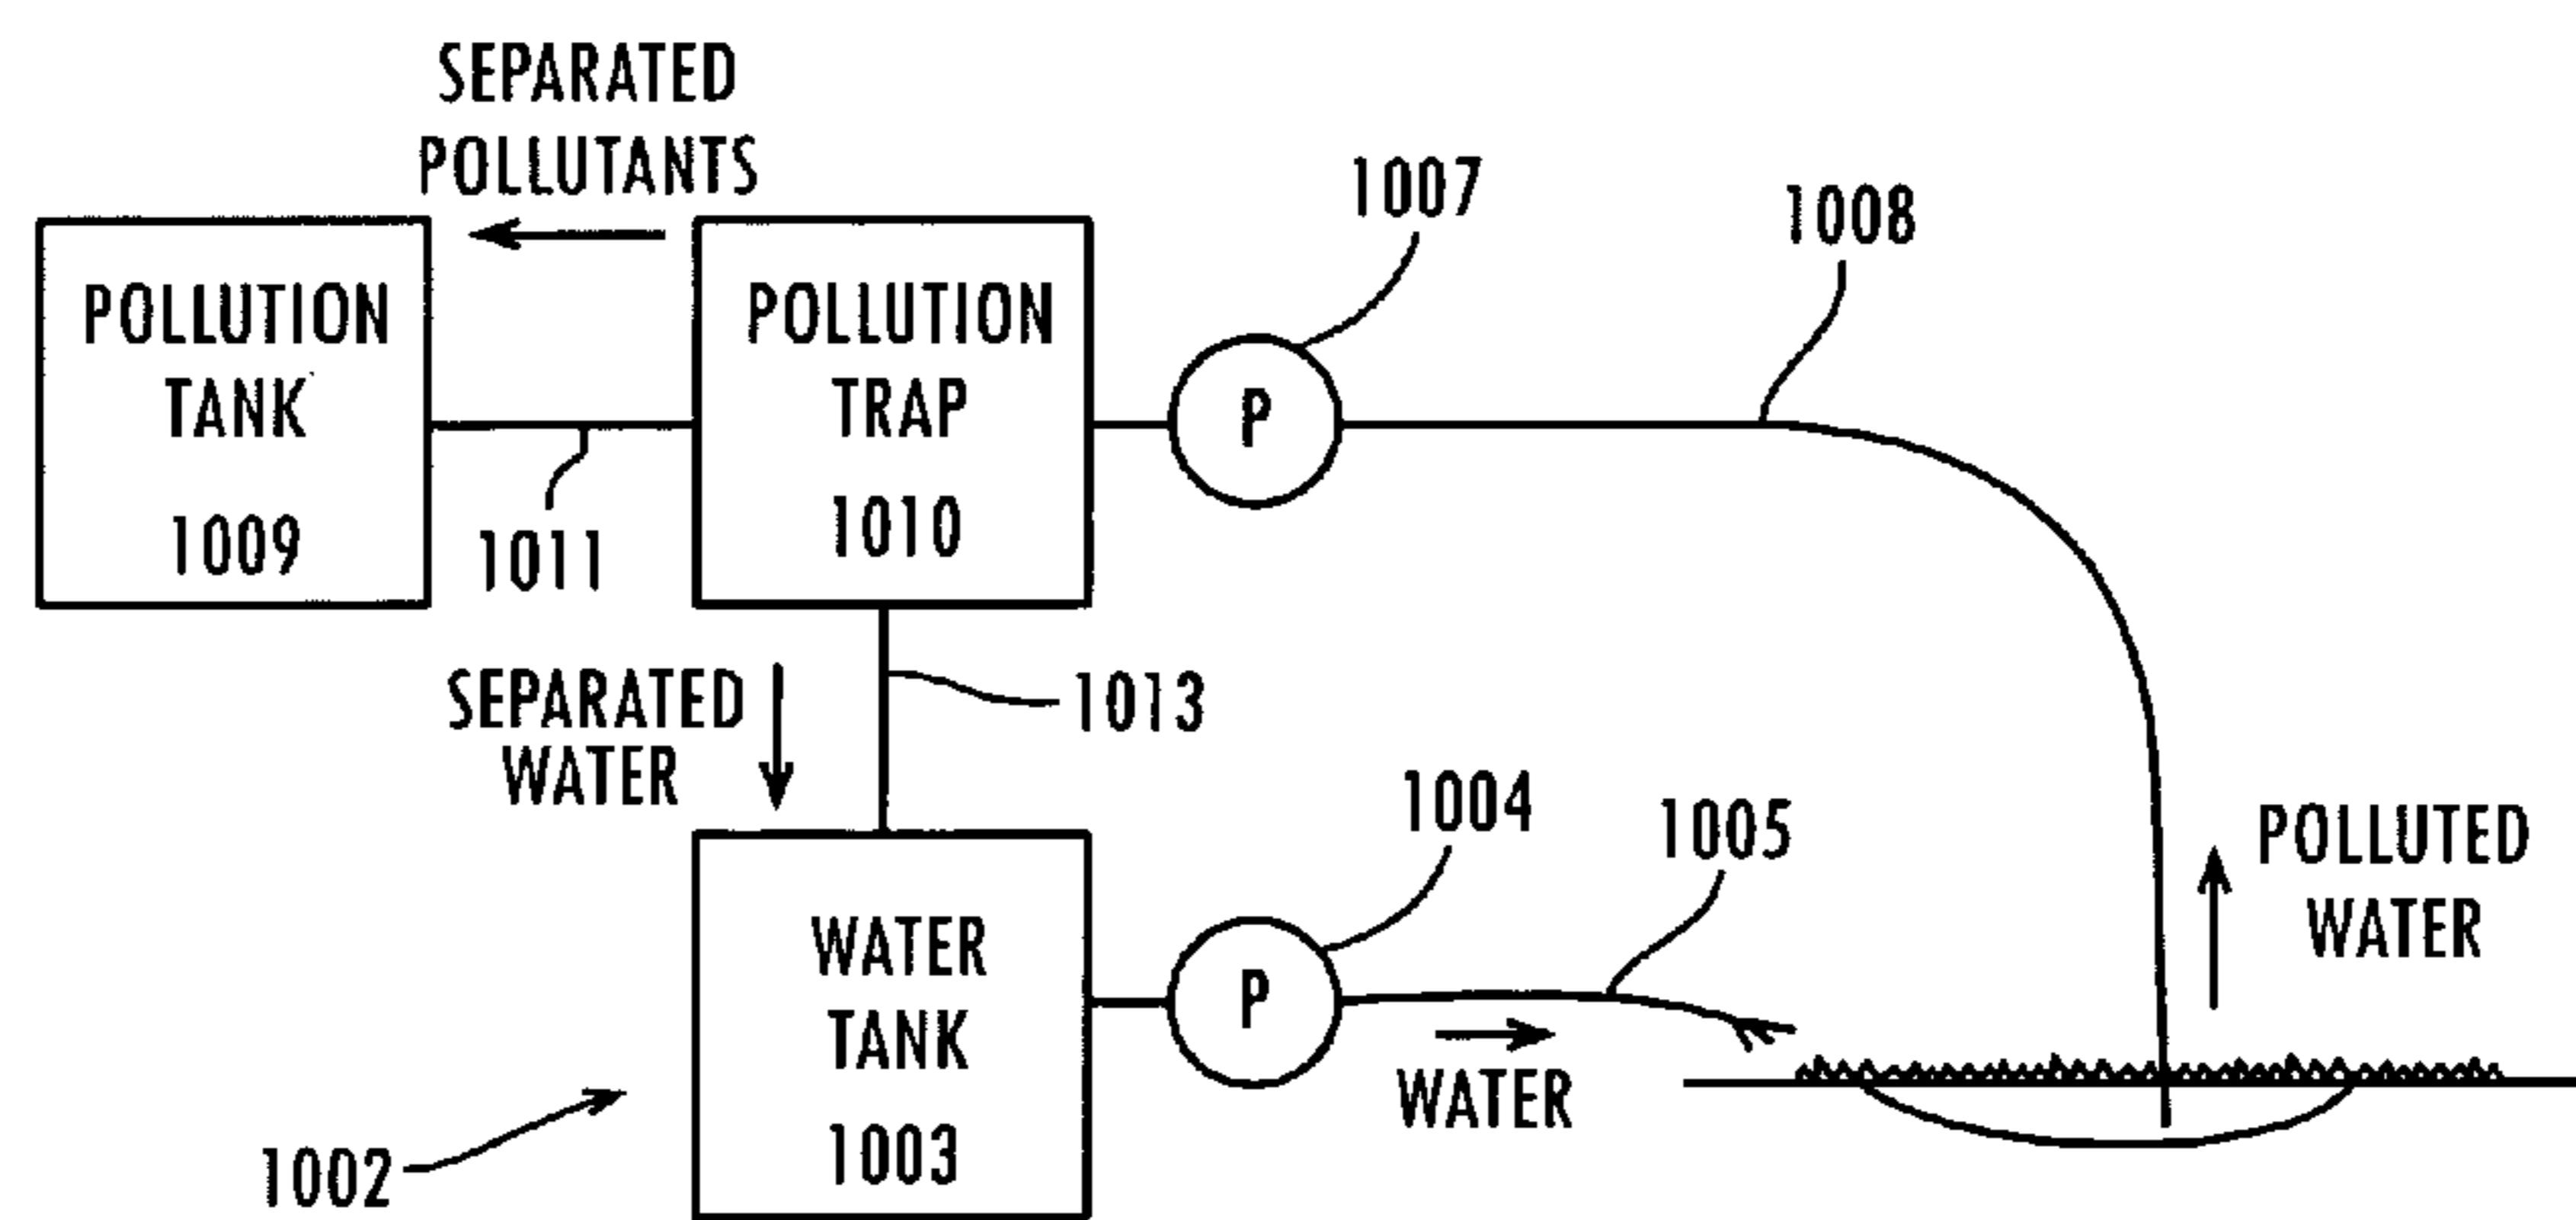 SEPARATED
POLLUTANTS
1007
1008
POLLUTION
TANK
1009
1011
POLLUTION
TRAP
1010
P
SEPARATED
WATER
1013
1004
1005
POLLUTED
WATER
WATER
TANK
1003
P
WATER
1002